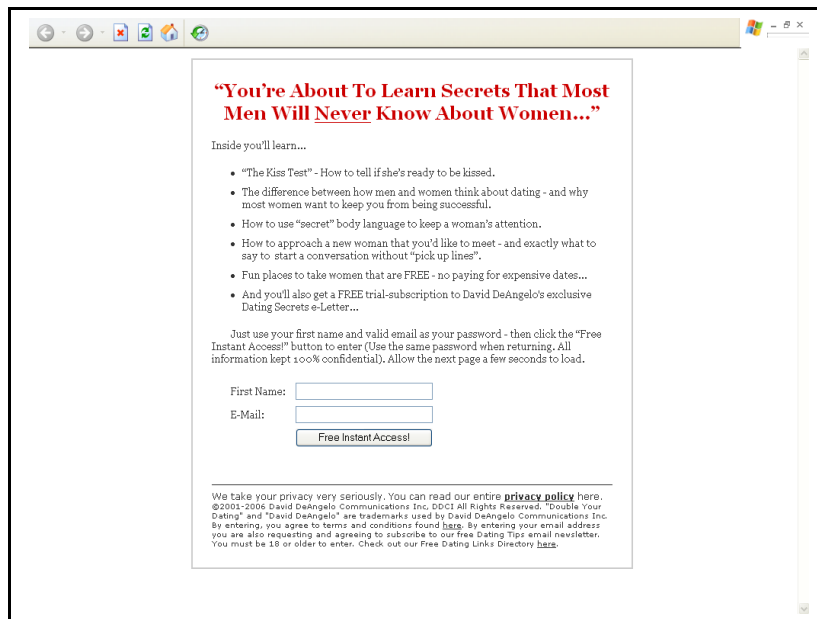 “You're About To Learn Secrets That Most
Men Will Never Know About Women...”
Inside you'll learn...
• “The Kiss Test” - How to tell if she's ready to be kissed.
• The difference between how men and women think about dating - and why
most women want to keep you from being successful.
• How to use “secret” body language to keep a woman's attention.
• How to approach a new woman that you'd like to meet - and exactly what to
say to start a conversation without “pick up lines”.
• Fun places to take women that are FREE - no paying for expensive dates...
• And you'll also get a FREE trial-subscription to David DeAngelo's exclusive
Dating Secrets e-Letter...
Just use your first name and valid email as your password - then click the “Free
Instant Access!” button to enter (Use the same password when returning. All
information kept 100% confidential). Allow the next page a few seconds to load.
First Name:
E-Mail:
Free Instant Access!
We take your privacy very seriously. You can read our entire privacy policy here.
©2001-2006 David DeAngelo Communications Inc, DDCI All Rights Reserved. "Double Your
Dating" and "David DeAngelo" are trademarks used by David DeAngelo Communications Inc.
By entering, you agree to terms and conditions found here. By entering your email address
you are also requesting and agreeing to subscribe to our free Dating Tips email newsletter.
You must be 18 or older to enter. Check out our Free Dating Links Directory here.